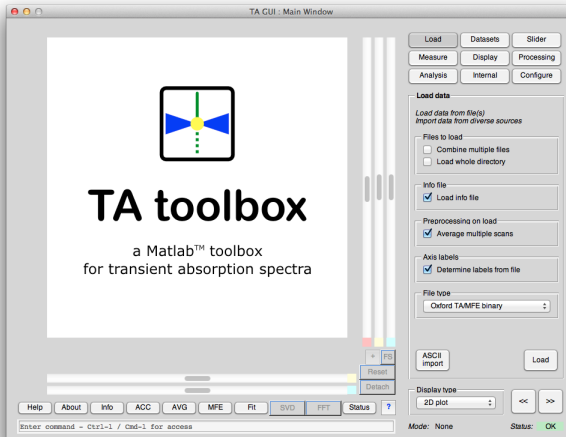 TA GUI : Main Window
TA toolbox
a Matlab™ toolbox
for transient absorption spectra
Load Datasets Slider
Measure Display Processing
Analysis Internal Configure
Load data
Load data from file(s)
Import data from diverse sources
Files to load
Combine multiple files
Load whole directory
Info file
Load info file
Preprocessing on load
Average multiple scans
Axis labels
Determine labels from file
File type
Oxford TA/MFE binary
ASCII
import
Load
+ FS
Reset
Detach
Display type
2D plot
<< >>
Help About Info ACC AVG MFE Fit SVD FFT Status ?
Enter command - Ctrl-l / Cmd-l for access
Mode: None Status: OK